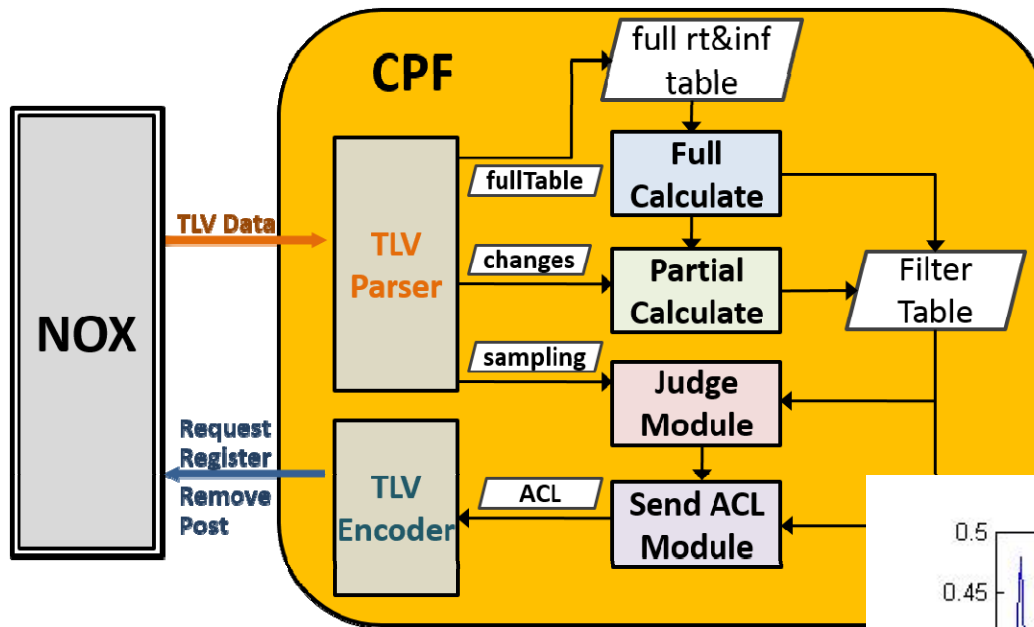 CPF
full rt&inf
table
NOX
TLV Data
TLV
Parser
fullTable
Full
Calculate
changes
Partial
Calculate
Filter
Table
sampling
Judge
Module
Request
Register
Remove
Post
TLV
Encoder
ACL
Send ACL
Module
0.5
0.45